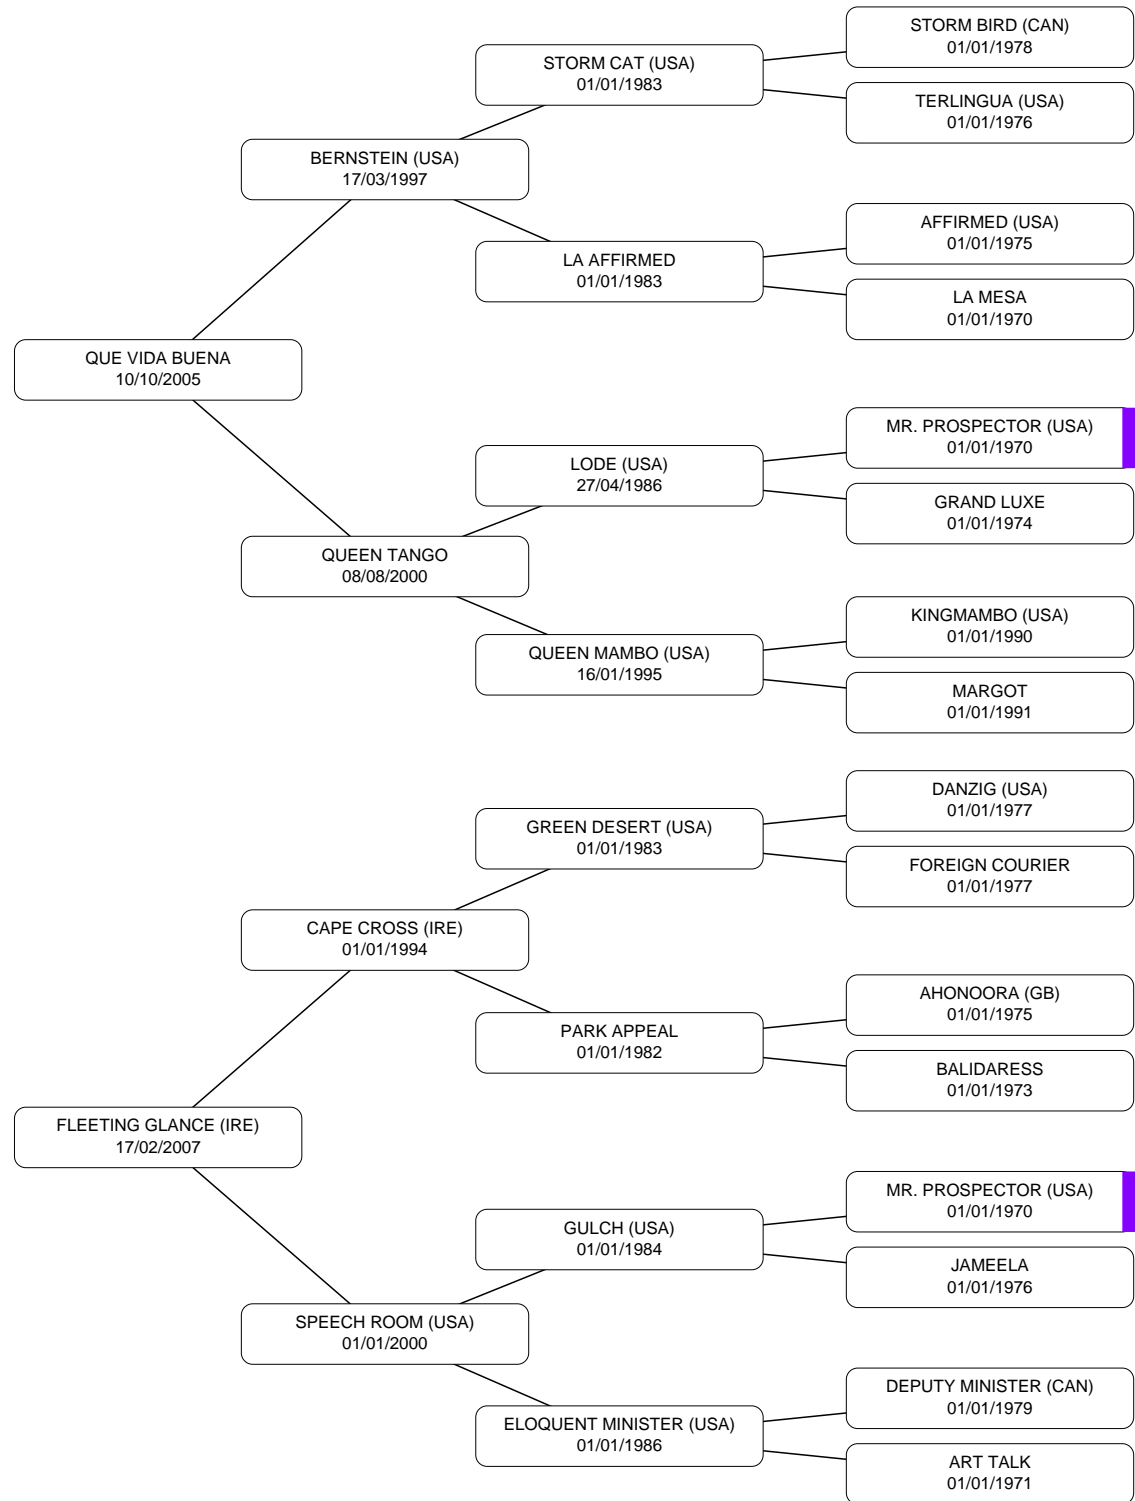 STORM BIRD (CAN)
01/01/1978
STORM CAT (USA)
01/01/1983
TERLINGUA (USA)
01/01/1976
BERNSTEIN (USA)
17/03/1997
AFFIRMED (USA)
01/01/1975
LA AFFIRMED
01/01/1983
LA MESA
01/01/1970
QUE VIDA BUENA
10/10/2005
MR. PROSPECTOR (USA)
01/01/1970
LODE (USA)
27/04/1986
GRAND LUXE
01/01/1974
QUEEN TANGO
08/08/2000
KINGMAMBO (USA)
01/01/1990
QUEEN MAMBO (USA)
16/01/1995
MARGOT
01/01/1991
DANZIG (USA)
01/01/1977
GREEN DESERT (USA)
01/01/1983
FOREIGN COURIER
01/01/1977
CAPE CROSS (IRE)
01/01/1994
AHONOORA (GB)
01/01/1975
PARK APPEAL
01/01/1982
BALIDARESS
01/01/1973
FLEETING GLANCE (IRE)
17/02/2007
MR. PROSPECTOR (USA)
01/01/1970
GULCH (USA)
01/01/1984
JAMEELA
01/01/1976
SPEECH ROOM (USA)
01/01/2000
DEPUTY MINISTER (CAN)
01/01/1979
ELOQUENT MINISTER (USA)
01/01/1986
ART TALK
01/01/1971